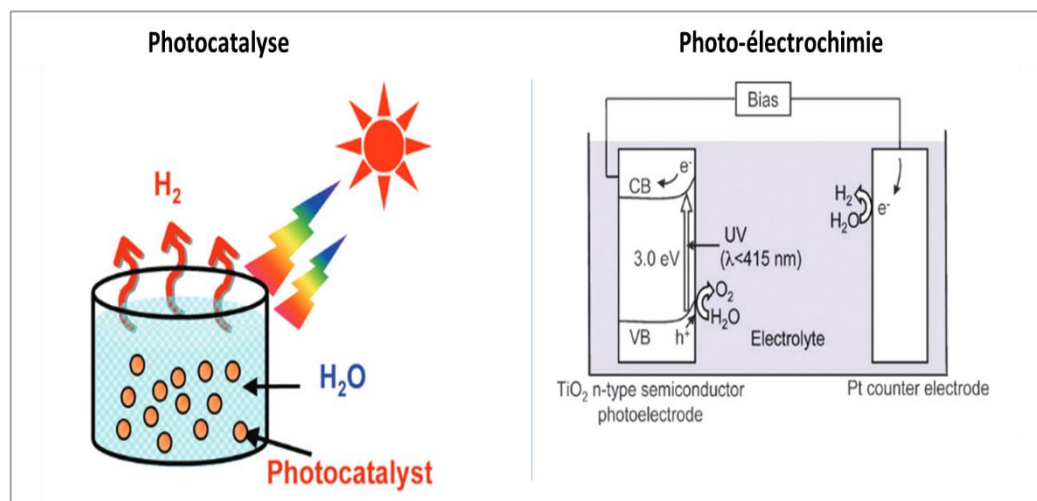 Photocatalyse
H₂
H₂O
Photocatalyst
Photo-électrochimie
Bias
CB
e⁻
3.0 eV
UV
(λ<415 nm)
O₂
H₂O
VB
h⁺
Electrolyte
H₂
H₂O
e⁻
TiO₂ n-type semiconductor
photoelectrode
Pt counter electrode